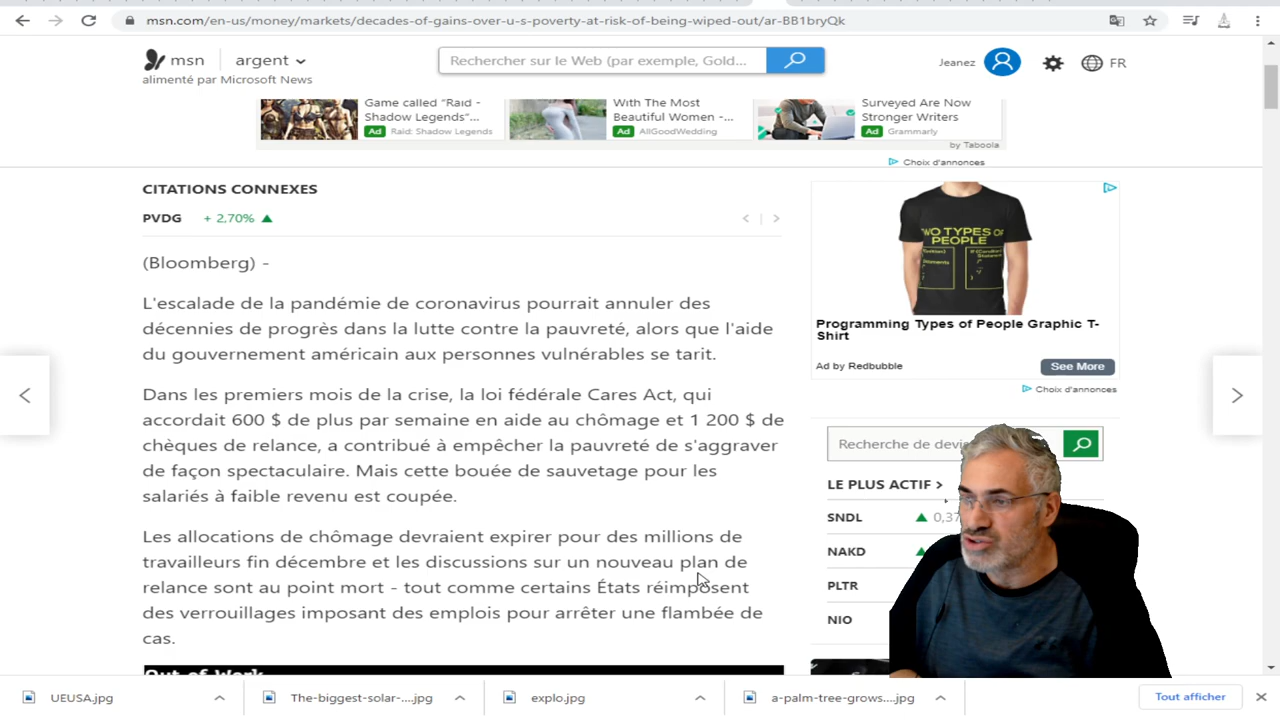 msn.com/en-us/money/markets/decades-of-gains-over-u-s-poverty-at-risk-of-being-wiped-out/ar-BB1bryQk
msn argent
alimenté par Microsoft News
Rechercher sur le Web (par exemple, Gold...
Jeanez
FR
Game called "Raid -
Shadow Legends"...
Ad Raid: Shadow Legends
With The Most
Beautiful Women -...
Ad AllGoodWedding
Surveyed Are Now
Stronger Writers
Ad Grammarly
by Taboola
Choix d'annonces
CITATIONS CONNEXES
PVDG + 2,70%
(Bloomberg) -
L'escalade de la pandémie de coronavirus pourrait annuler des
décennies de progrès dans la lutte contre la pauvreté, alors que l'aide
du gouvernement américain aux personnes vulnérables se tarit.
Dans les premiers mois de la crise, la loi fédérale Cares Act, qui
accordait 600 $ de plus par semaine en aide au chômage et 1 200 $ de
chèques de relance, a contribué à empêcher la pauvreté de s'aggraver
de façon spectaculaire. Mais cette bouée de sauvetage pour les
salariés à faible revenu est coupée.
Les allocations de chômage devraient expirer pour des millions de
travailleurs fin décembre et les discussions sur un nouveau plan de
relance sont au point mort - tout comme certains États réimposent
des verrouillages imposant des emplois pour arrêter une flambée de
cas.
Out of Work
TWO TYPES OF
PEOPLE
Programming Types of People Graphic T-
Shirt
Ad by Redbubble
See More
Choix d'annonces
Recherche de
LE PLUS ACTIF >
SNDL 0,37
NAKD
PLTR
NIO
UEUSA.jpg
The-biggest-solar-....jpg
explo.jpg
a-palm-tree-grows....jpg
Tout afficher